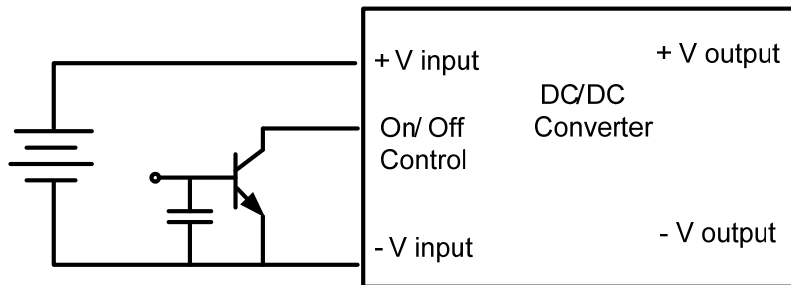 + V input
+ V output
DC/DC
Converter
On/ Off
Control
- V input
- V output